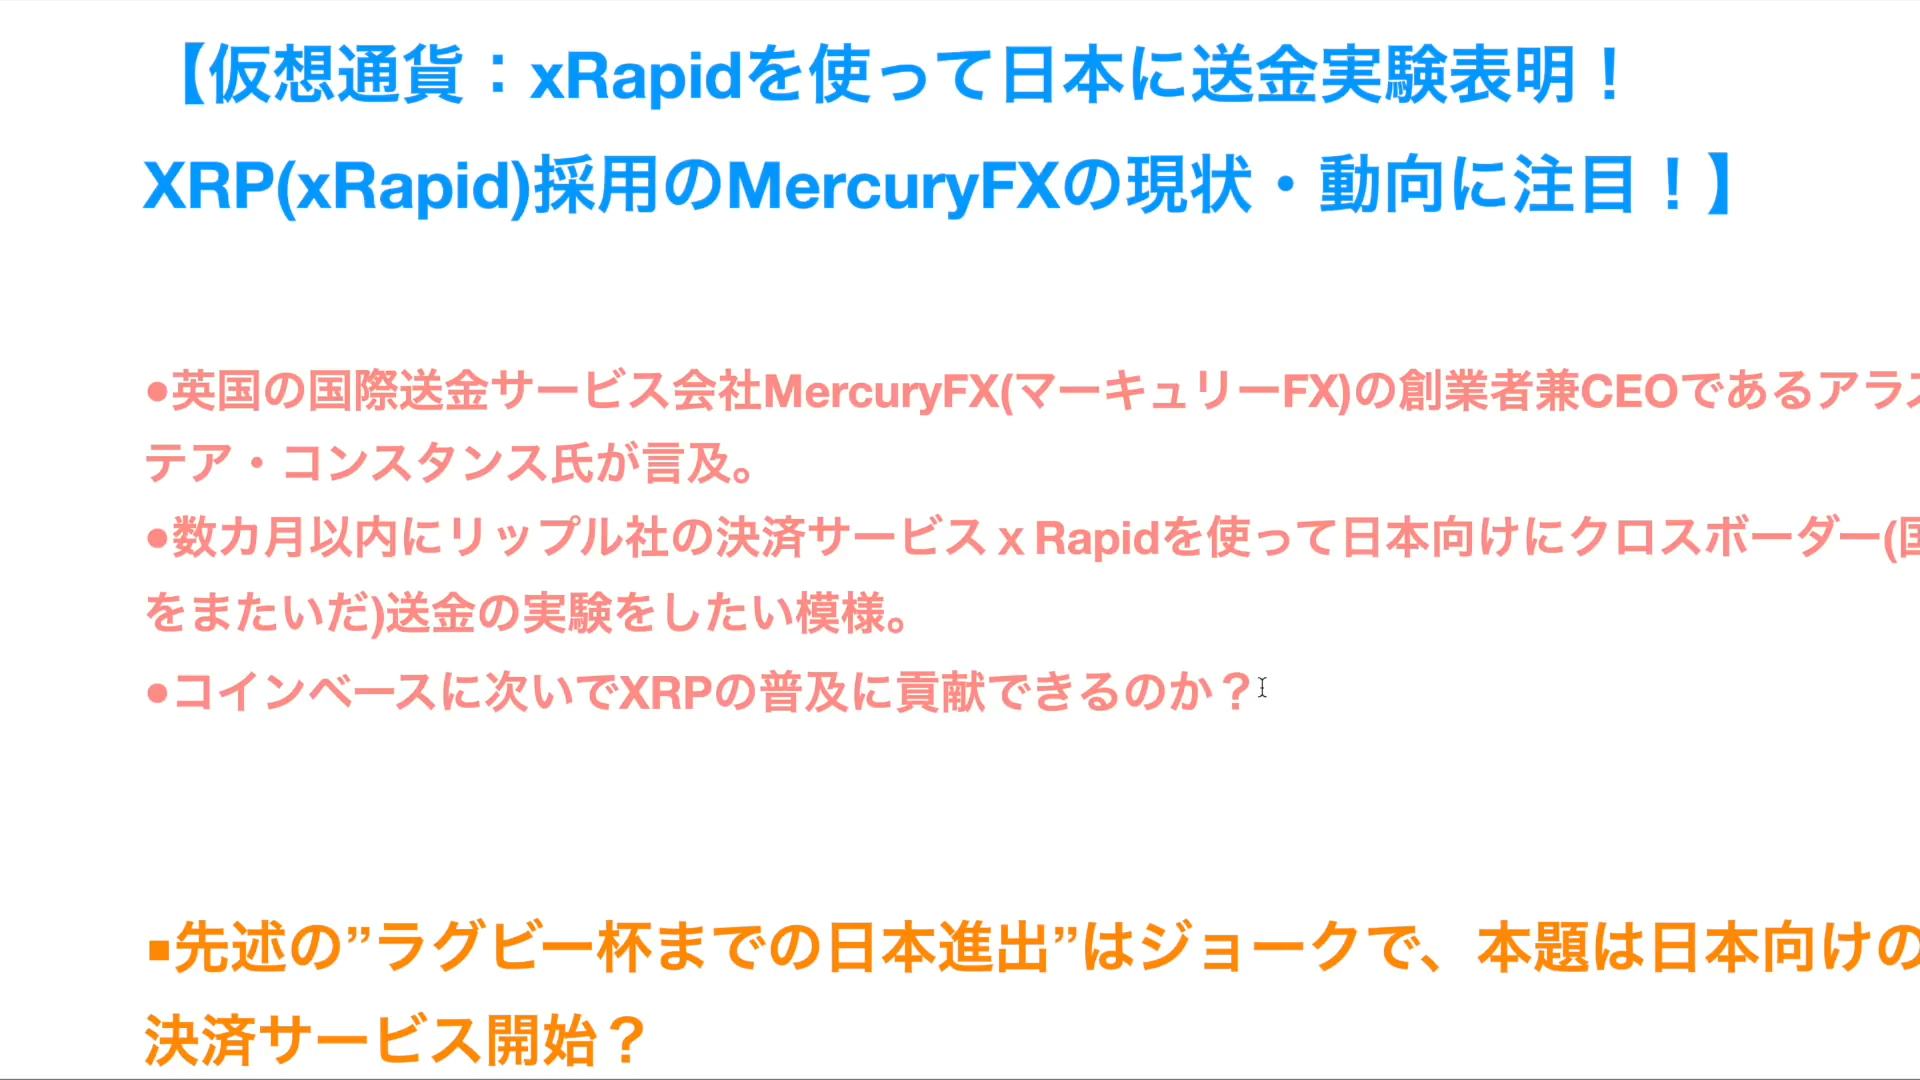 【仮想通貨：xRapidを使って日本に送金実験表明！
XRP(xRapid)採用のMercuryFXの現状・動向に注目！】
●英国の国際送金サービス会社MercuryFX(マーキュリーFX)の創業者兼CEOであるアラス
テア・コンスタンス氏が言及。
●数カ月以内にリップル社の決済サービスｘRapidを使って日本向けにクロスボーダー(国
をまたいだ)送金の実験をしたい模様。
●コインベースに次いでXRPの普及に貢献できるのか？
▪先述の”ラグビー杯までの日本進出”はジョークで、本題は日本向けの
決済サービス開始？